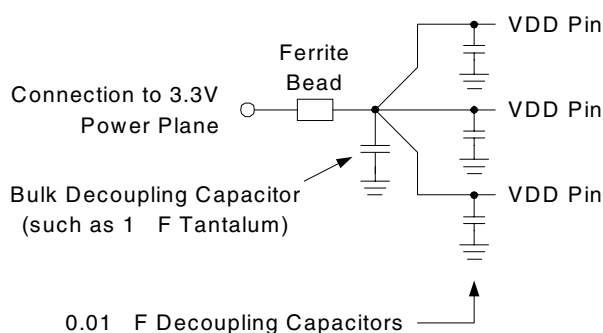 VDD Pin
Ferrite
Bead
Connection to 3.3V
Power Plane
VDD Pin
Bulk Decoupling Capacitor
(such as 1 F Tantalum)
VDD Pin
0.01 F Decoupling Capacitors